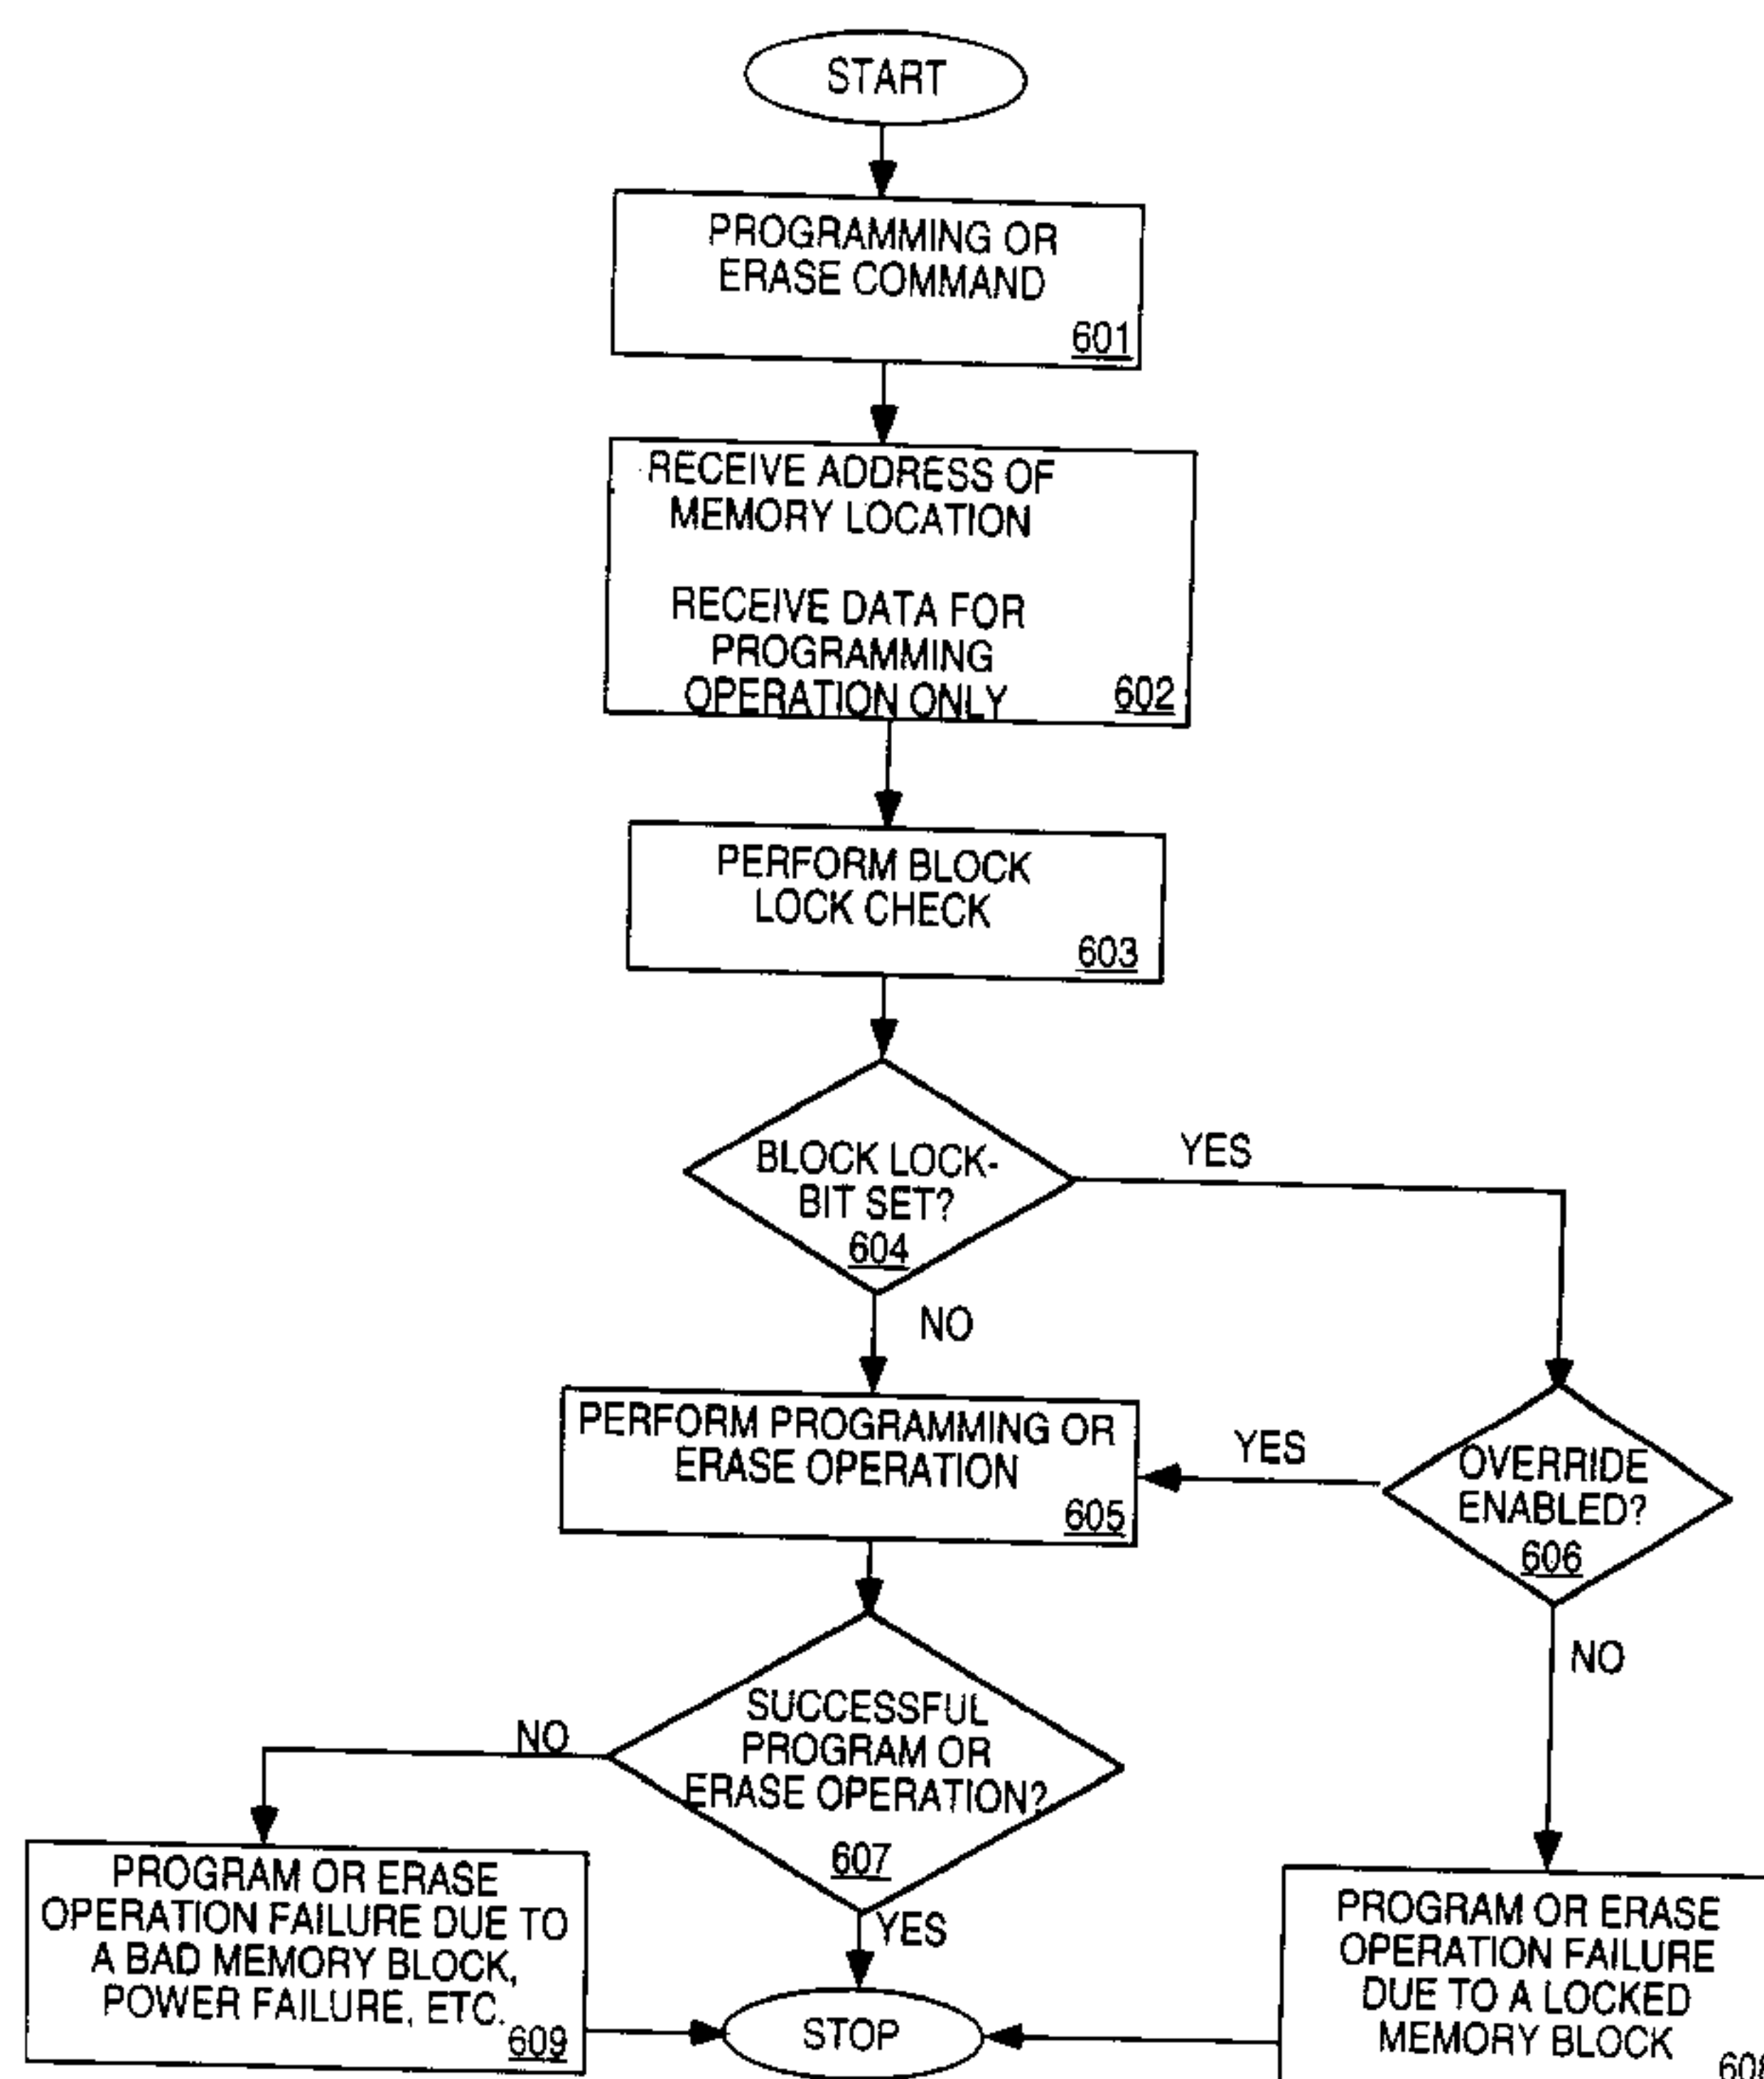 START
PROGRAMMING OR
ERASE COMMAND
601
RECEIVE ADDRESS OF
MEMORY LOCATION
RECEIVE DATA FOR
PROGRAMMING
OPERATION ONLY
602
PERFORM BLOCK
LOCK CHECK
603
BLOCK LOCK-
BIT SET?
604
YES
NO
PERFORM PROGRAMMING OR
ERASE OPERATION
605
YES
OVERRIDE
ENABLED?
606
NO
SUCCESSFUL
PROGRAM OR
ERASE OPERATION?
607
NO
YES
PROGRAM OR ERASE
OPERATION FAILURE DUE TO
A BAD MEMORY BLOCK,
POWER FAILURE, ETC.
609
STOP
PROGRAM OR ERASE
OPERATION FAILURE
DUE TO A LOCKED
MEMORY BLOCK
608